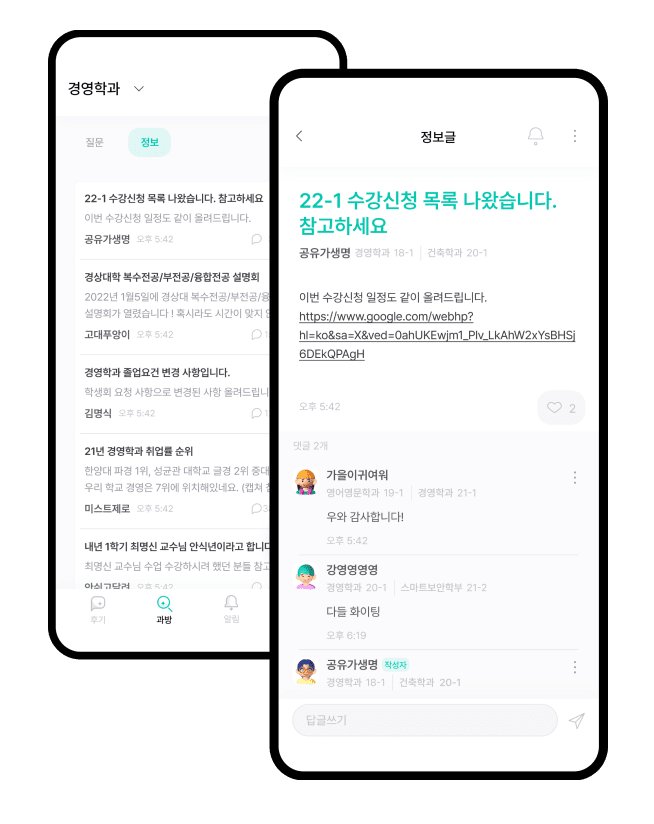 경영학과
질문
정보
22-1 수강신청 목록 나왔습니다. 참고하세요
이번 수강신청 일정도 같이 올려드립니다.
공유가생명 오후 5:42
경상대학 복수전공/부전공/융합전공 설명회
2022년 1월5일에 경상대 복수전공/부전공/융
설명회가 열렸습니다 ! 혹시라도 시간이 맞지
고대푸앙이 오후 5:42
경영학과 졸업요건 변경 사항입니다.
학생회 요청 사항으로 변경된 사항 올려드립니
김명식 오후 5:42
21년 경영학과 취업률 순위
한양대 파경 1위, 성균관 대학교 글경 2위 중대
우리 학교 경영은 7위에 위치해있네요. (캡쳐
미스트제로 오후 5:42
내년 1학기 최명신 교수님 안식년이라고 합니다
최명신 교수님 수업 수강하시려 했던 분들 참고
안쉬고달려 오후 5:42
후기
과방
알림
정보글
22-1 수강신청 목록 나왔습니다.
참고하세요
공유가생명 경영학과 18-1 건축학과 20-1
이번 수강신청 일정도 같이 올려드립니다.
https://www.google.com/webhp?
hl=ko&sa=X&ved=0ahUKEwjm1_Plv_LkAhW2xYsBHSj
6DEkQPAgH
오후 5:42
2
댓글 2개
가을이귀여워
영어영문학과 19-1 경영학과 21-1
우와 감사합니다!
오후 5:42
강영영영영
경영학과 20-1 스마트보안학부 21-2
다들 화이팅
오후 6:19
공유가생명 작성자
경영학과 18-1 건축학과 20-1
답글쓰기